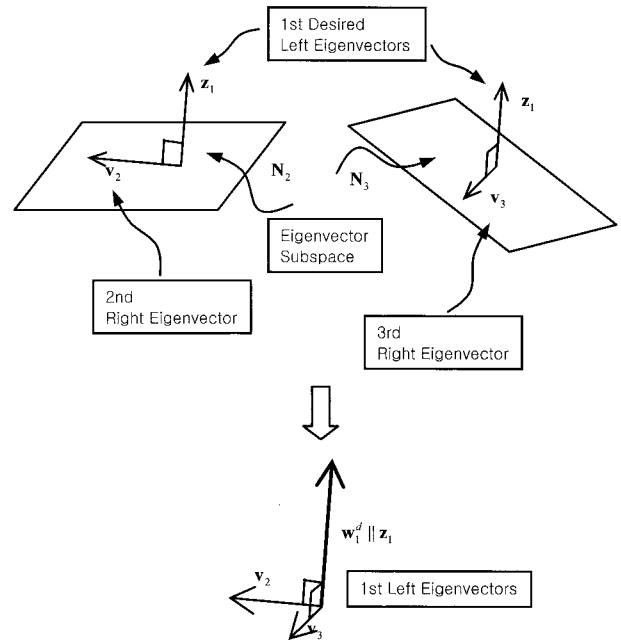 1st Desired
Left Eigenvectors
z₁
z₁
v₂
N₂
N₃
v₃
Eigenvector
Subspace
2nd
Right Eigenvector
3rd
Right Eigenvector
w₁ᵈ ∥ z₁
v₂
1st Left Eigenvectors
v₃